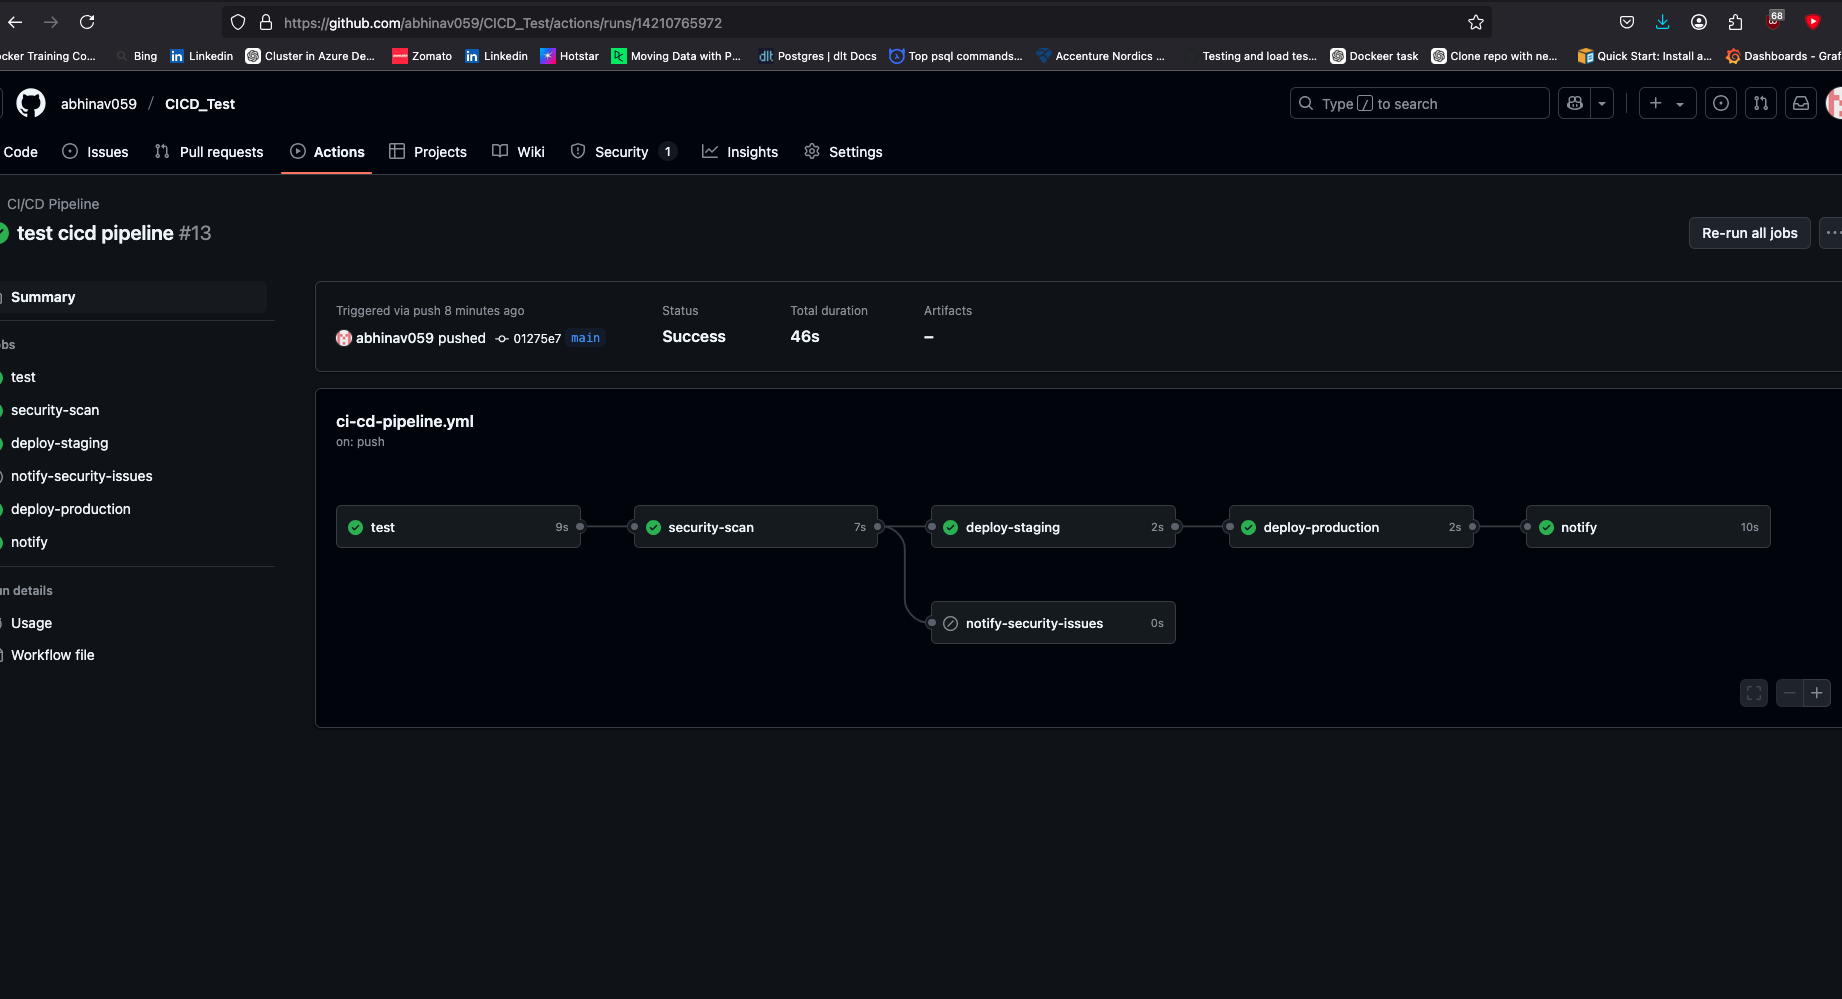 https://github.com/abhinav059/CICD_Test/actions/runs/14210765972
68
ocker Training Co... Bing Linkedin Cluster in Azure De... Zomato Linkedin Hotstar Moving Data with P... Postgres | dlt Docs Top psql commands... Accenture Nordics ... Testing and load tes... Dockeer task Clone repo with ne... Quick Start: Install a... Dashboards - Graf
abhinav059 / CICD_Test
Type / to search
Code Issues Pull requests Actions Projects Wiki Security 1 Insights Settings
CI/CD Pipeline
test cicd pipeline #13
Re-run all jobs
Summary
obs
test
security-scan
deploy-staging
notify-security-issues
deploy-production
notify
un details
Usage
Workflow file
Triggered via push 8 minutes ago
abhinav059 pushed 01275e7 main
Status
Success
Total duration
46s
Artifacts
–
ci-cd-pipeline.yml
on: push
test 9s
security-scan 7s
deploy-staging 2s
deploy-production 2s
notify 10s
notify-security-issues 0s